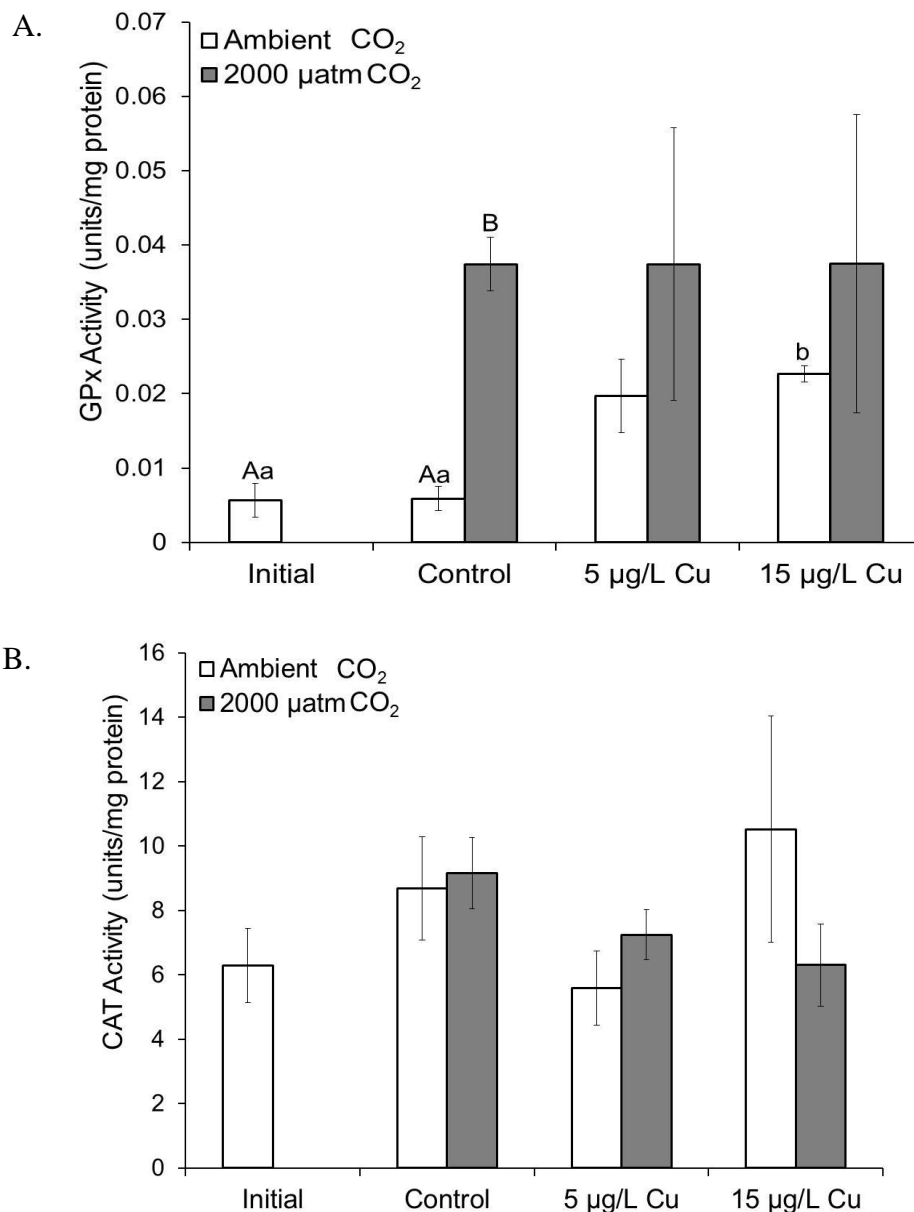 A.
GPx Activity (units/mg protein)
0.07
0.06
0.05
0.04
0.03
0.02
0.01
0
Ambient CO₂
2000 µatm CO₂
Aa
Aa
B
b
Initial
Control
5 µg/L Cu
15 µg/L Cu
B.
CAT Activity (units/mg protein)
16
14
12
10
8
6
4
2
0
Ambient CO₂
2000 µatm CO₂
Initial
Control
5 µg/L Cu
15 µg/L Cu